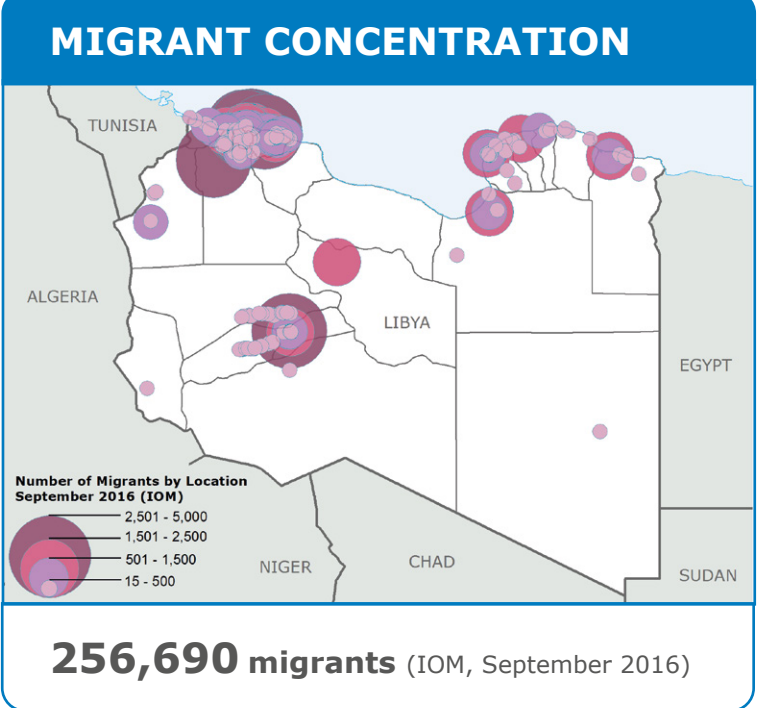 MIGRANT CONCENTRATION
TUNISIA
ALGERIA
LIBYA
EGYPT
Number of Migrants by Location
September 2016 (IOM)
2,501 - 5,000
1,501 - 2,500
501 - 1,500
15 - 500
NIGER
CHAD
SUDAN
256,690 migrants (IOM, September 2016)